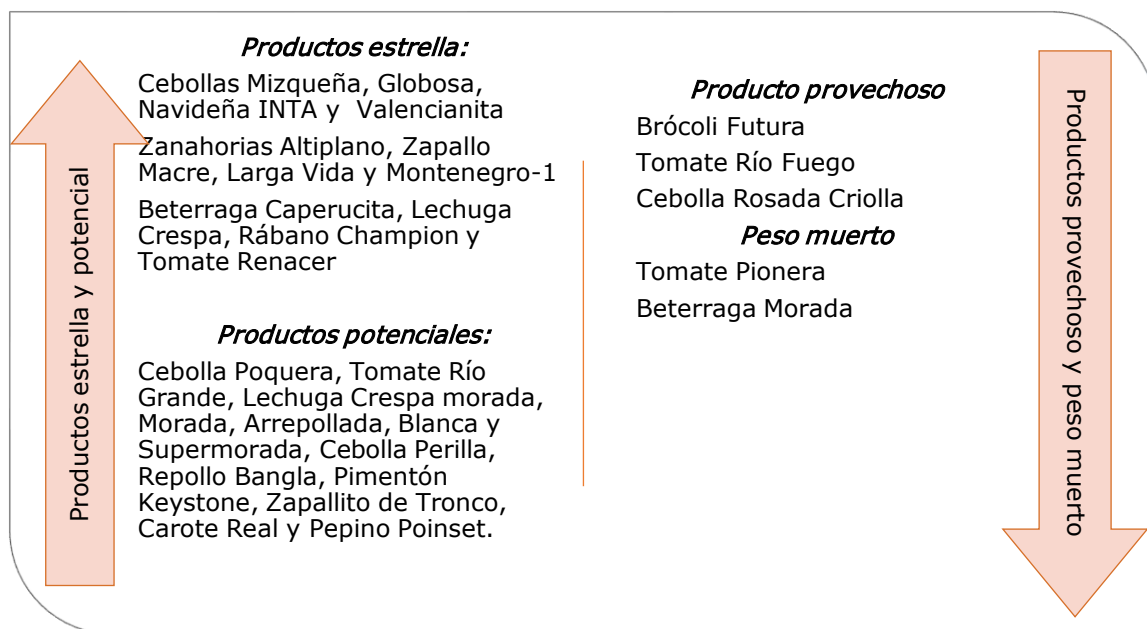 Productos estrella y potencial
Productos estrella:
Cebollas Mizqueña, Globosa,
Navideña INTA y Valencianita
Zanahorias Altiplano, Zapallo
Macre, Larga Vida y Montenegro-1
Beterraga Caperucita, Lechuga
Crespa, Rábano Champion y
Tomate Renacer
Productos potenciales:
Cebolla Poquera, Tomate Río
Grande, Lechuga Crespa morada,
Morada, Arrepollada, Blanca y
Supermorada, Cebolla Perilla,
Repollo Bangla, Pimentón
Keystone, Zapallito de Tronco,
Carote Real y Pepino Poinset.
Producto provechoso
Brócoli Futura
Tomate Río Fuego
Cebolla Rosada Criolla
Peso muerto
Tomate Pionera
Beterraga Morada
Productos provechoso y peso muerto